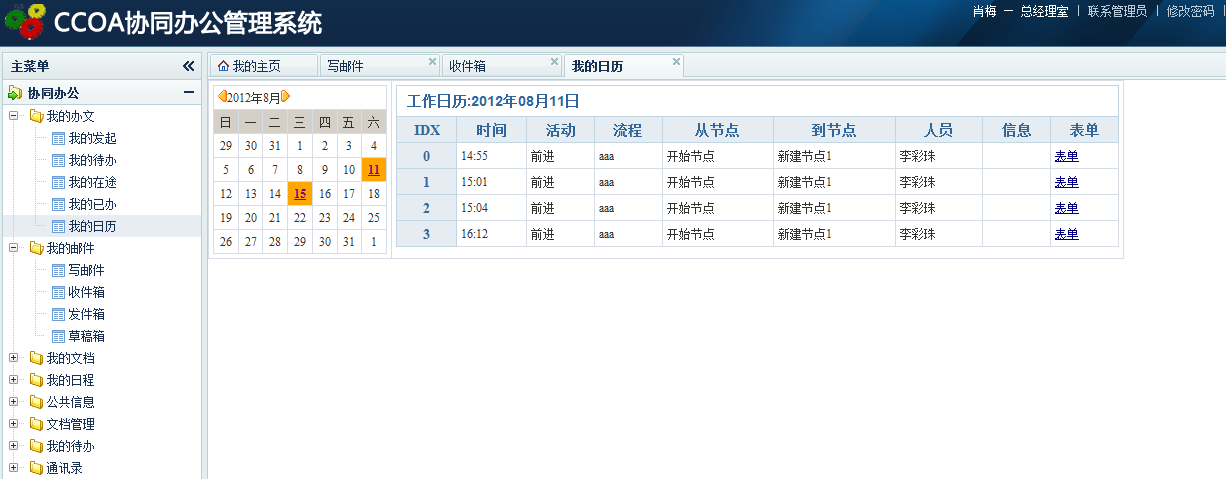 CCOA协同办公管理系统
肖梅 － 总经理室 | 联系管理员 | 修改密码 |
主菜单
协同办公
我的办文
我的发起
我的待办
我的在途
我的已办
我的日历
我的邮件
写邮件
收件箱
发件箱
草稿箱
我的文档
我的日程
公共信息
文档管理
我的待办
通讯录
我的主页 写邮件 收件箱 我的日历
2012年8月
日 一 二 三 四 五 六
29 30 31 1 2 3 4
5 6 7 8 9 10 11
12 13 14 15 16 17 18
19 20 21 22 23 24 25
26 27 28 29 30 31 1
工作日历:2012年08月11日
IDX 时间 活动 流程 从节点 到节点 人员 信息 表单
0 14:55 前进 aaa 开始节点 新建节点1 李彩珠 表单
1 15:01 前进 aaa 开始节点 新建节点1 李彩珠 表单
2 15:04 前进 aaa 开始节点 新建节点1 李彩珠 表单
3 16:12 前进 aaa 开始节点 新建节点1 李彩珠 表单